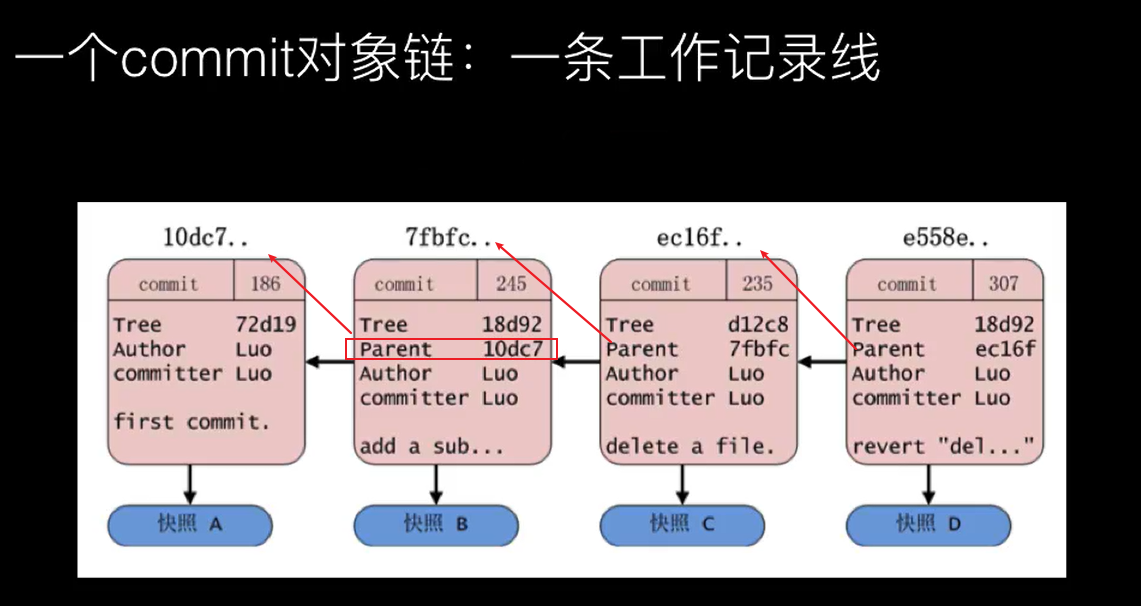 一个commit对象链：一条工作记录线
10dc7..
7fbfc..
ec16f..
e558e..
commit 186
Tree 72d19
Author Luo
committer Luo
first commit.
commit 245
Tree 18d92
Parent 10dc7
Author Luo
committer Luo
add a sub...
commit 235
Tree d12c8
Parent 7fbfc
Author Luo
committer Luo
delete a file.
commit 307
Tree 18d92
Parent ec16f
Author Luo
committer Luo
revert "del..."
快照 A
快照 B
快照 C
快照 D